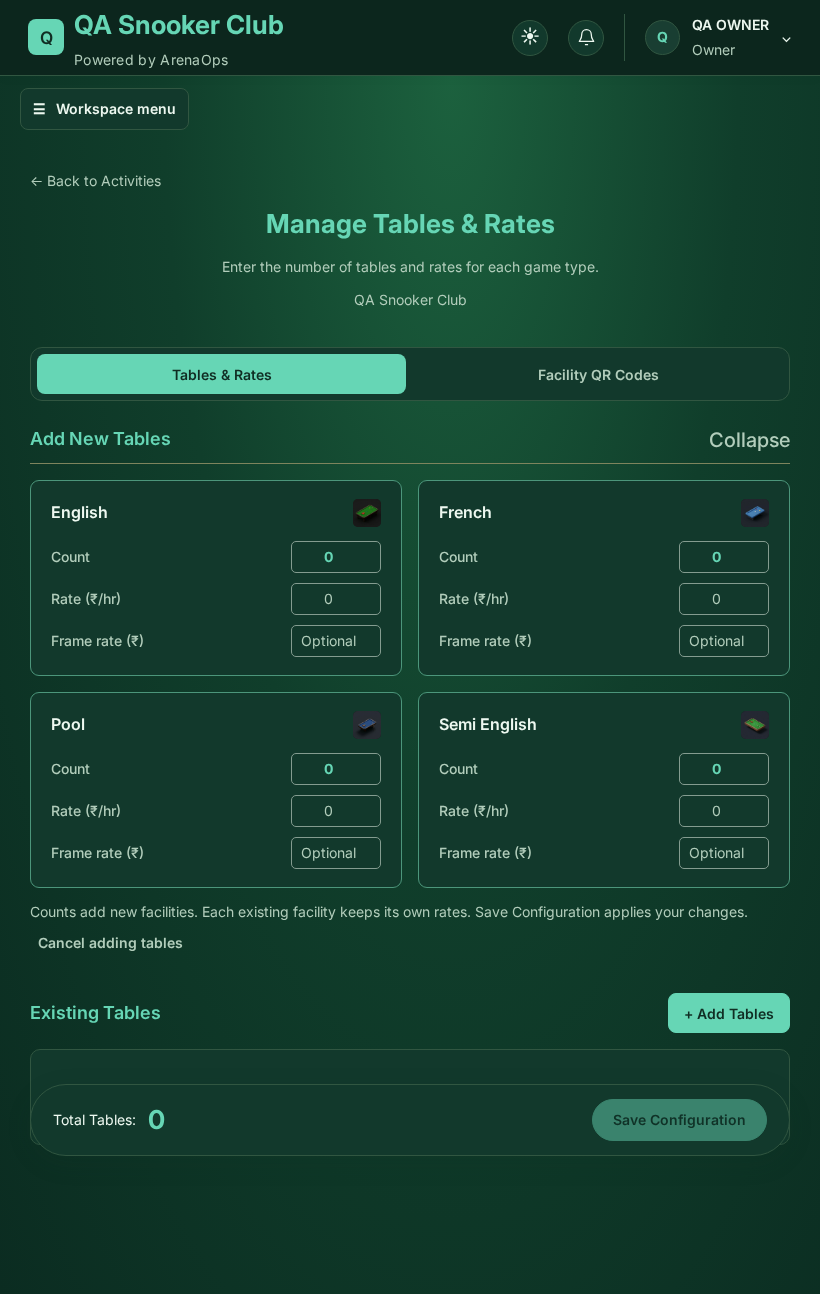 Q
QA Snooker Club
Powered by ArenaOps
Q
QA OWNER
Owner
☰ Workspace menu
← Back to Activities
Manage Tables & Rates
Enter the number of tables and rates for each game type.
QA Snooker Club
Tables & Rates
Facility QR Codes
Add New Tables
Collapse
English
Count 0
Rate (₹/hr) 0
Frame rate (₹) Optional
French
Count 0
Rate (₹/hr) 0
Frame rate (₹) Optional
Pool
Count 0
Rate (₹/hr) 0
Frame rate (₹) Optional
Semi English
Count 0
Rate (₹/hr) 0
Frame rate (₹) Optional
Counts add new facilities. Each existing facility keeps its own rates. Save Configuration applies your changes.
Cancel adding tables
Existing Tables
+ Add Tables
Total Tables: 0
Save Configuration